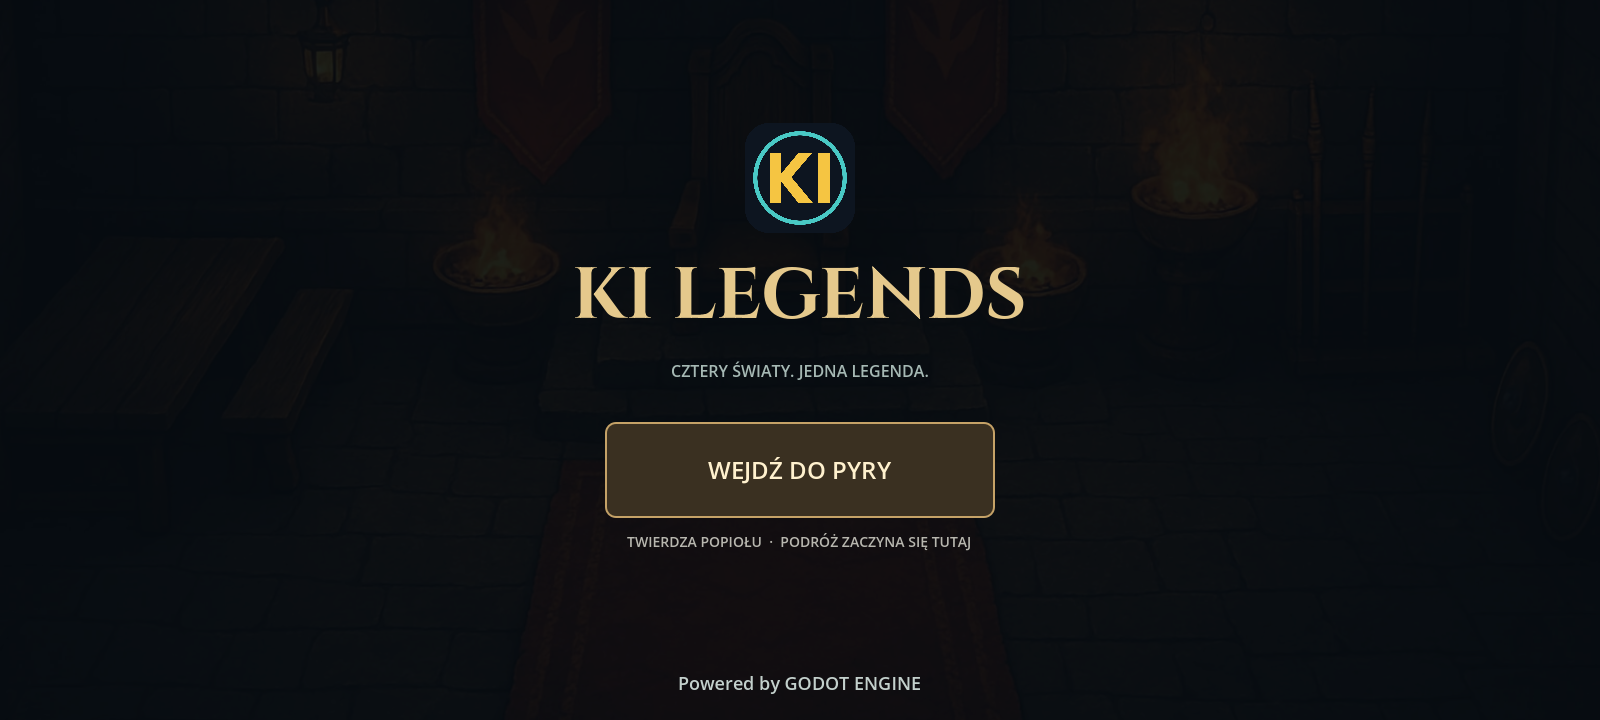 KI
KI LEGENDS
CZTERY ŚWIATY. JEDNA LEGENDA.
WEJDŹ DO PYRY
TWIERDZA POPIOŁU · PODRÓŻ ZACZYNA SIĘ TUTAJ
Powered by GODOT ENGINE